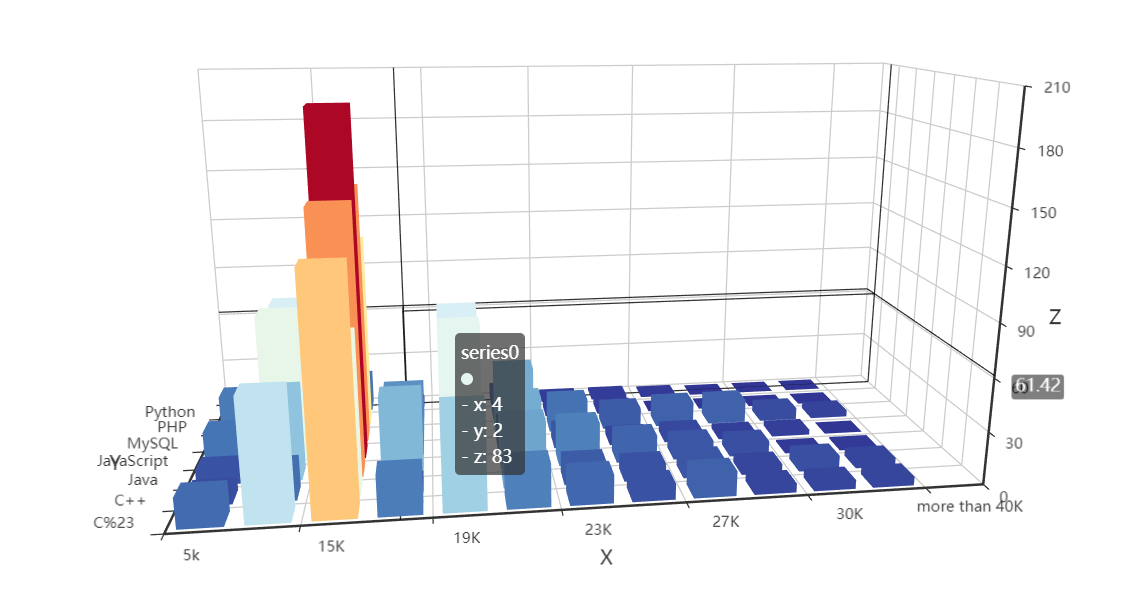 210
180
150
120
Z
90
61.42
30
0
series0
- x: 4
- y: 2
- z: 83
Python
PHP
MySQL
Y
JavaScript
Java
C++
C%23
5k
15K
19K
23K
27K
30K
more than 40K
X